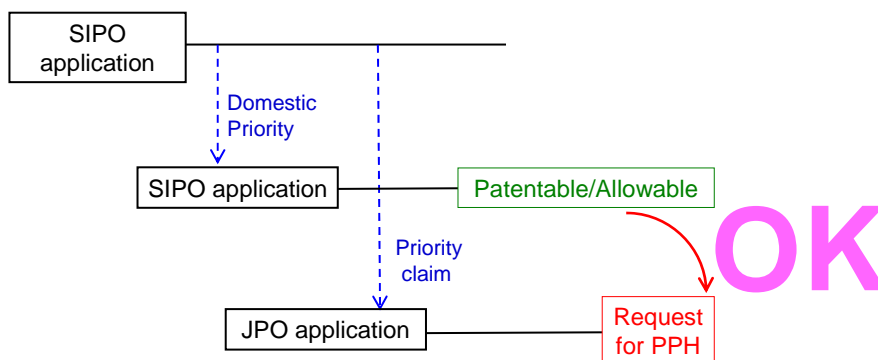 SIPO
application
Domestic
Priority
SIPO application
Patentable/Allowable
OK
Priority
claim
JPO application
Request
for PPH